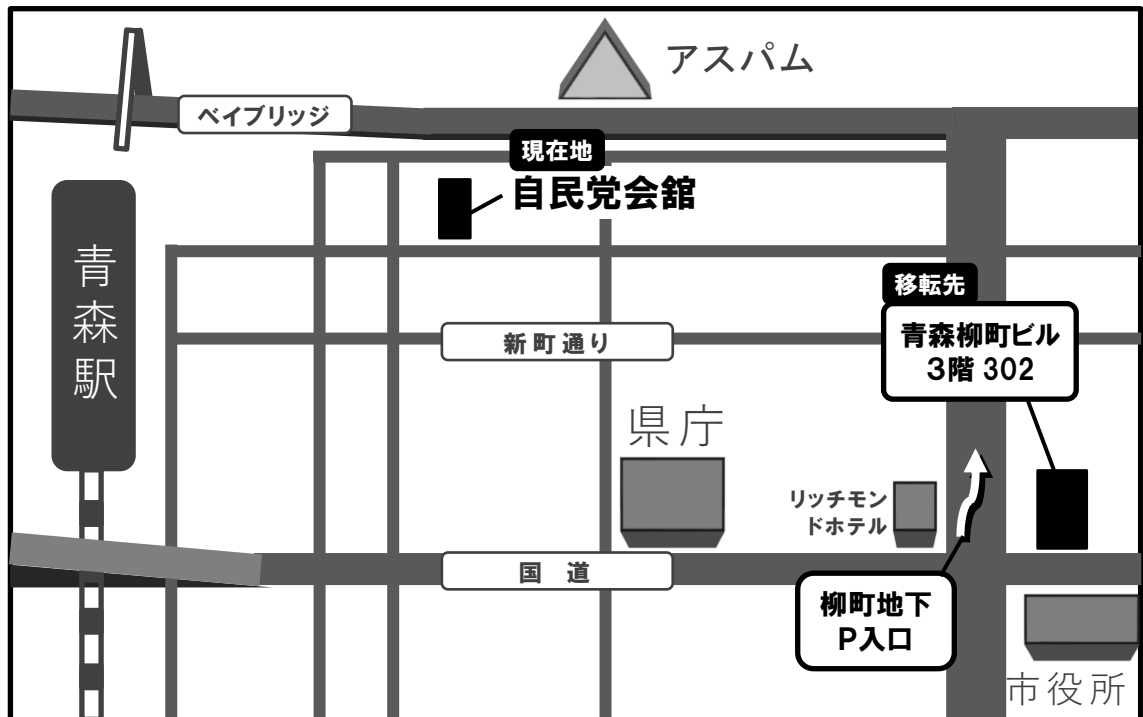 アスパム
ベイブリッジ
現在地
自民党会舘
青森駅
移転先
青森柳町ビル
3階 302
新町通り
県庁
リッチモン
ドホテル
国 道
柳町地下
P入口
市役所